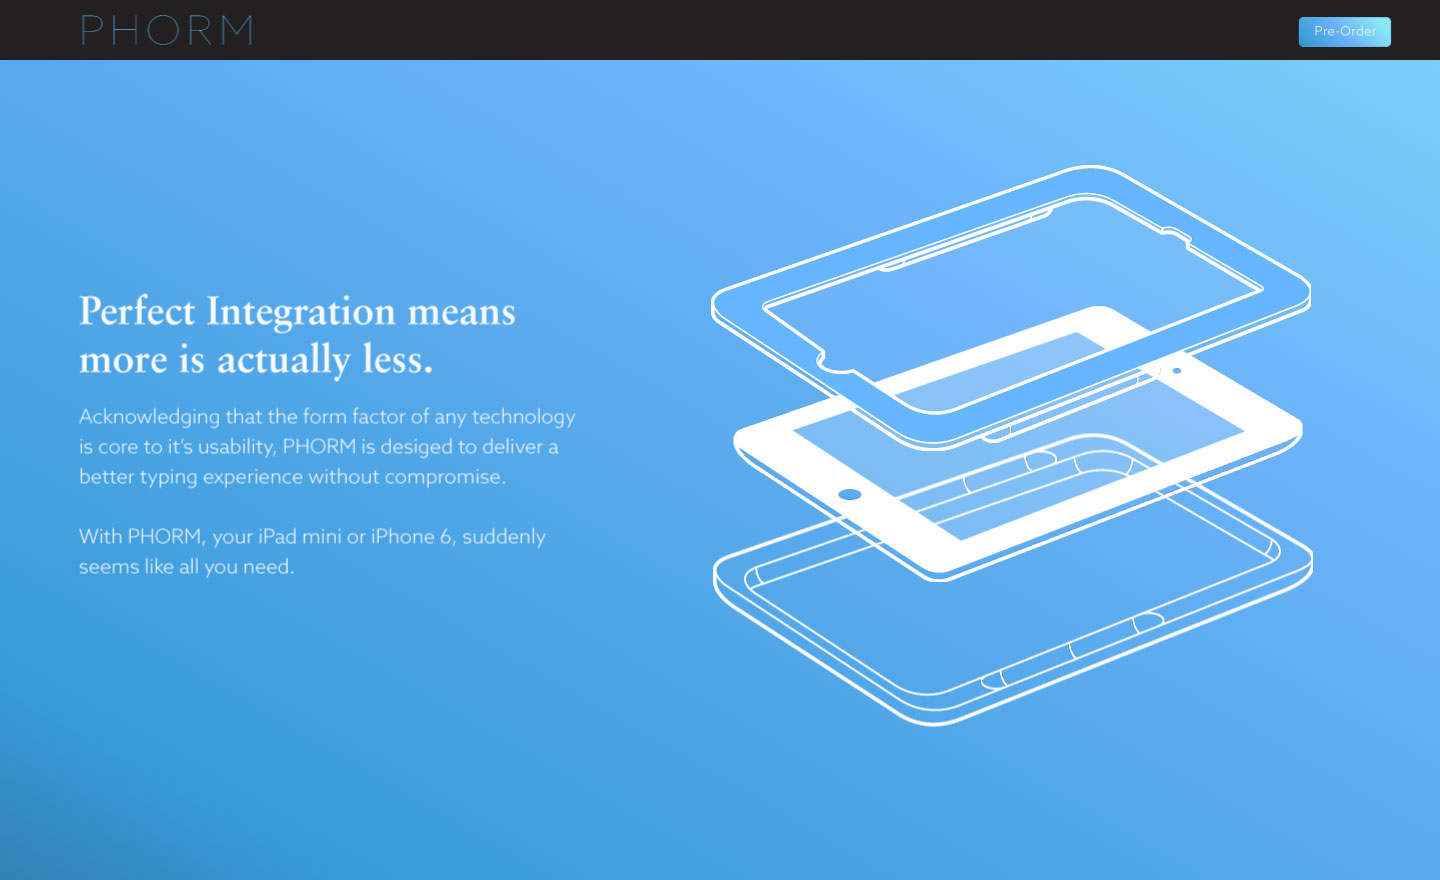 PHORM
Pre-Order
Perfect Integration means
more is actually less.
Acknowledging that the form factor of any technology
is core to it's usability, PHORM is desiged to deliver a
better typing experience without compromise.
With PHORM, your iPad mini or iPhone 6, suddenly
seems like all you need.